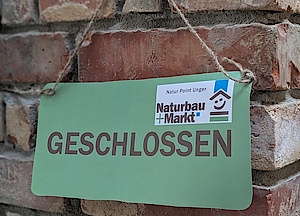 Natur Point Unger
Naturbau
+Markt
GESCHLOSSEN